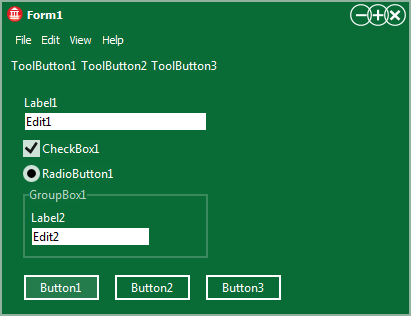 Form1
File Edit View Help
ToolButton1 ToolButton2 ToolButton3
Label1
Edit1
CheckBox1
RadioButton1
GroupBox1
Label2
Edit2
Button1 Button2 Button3